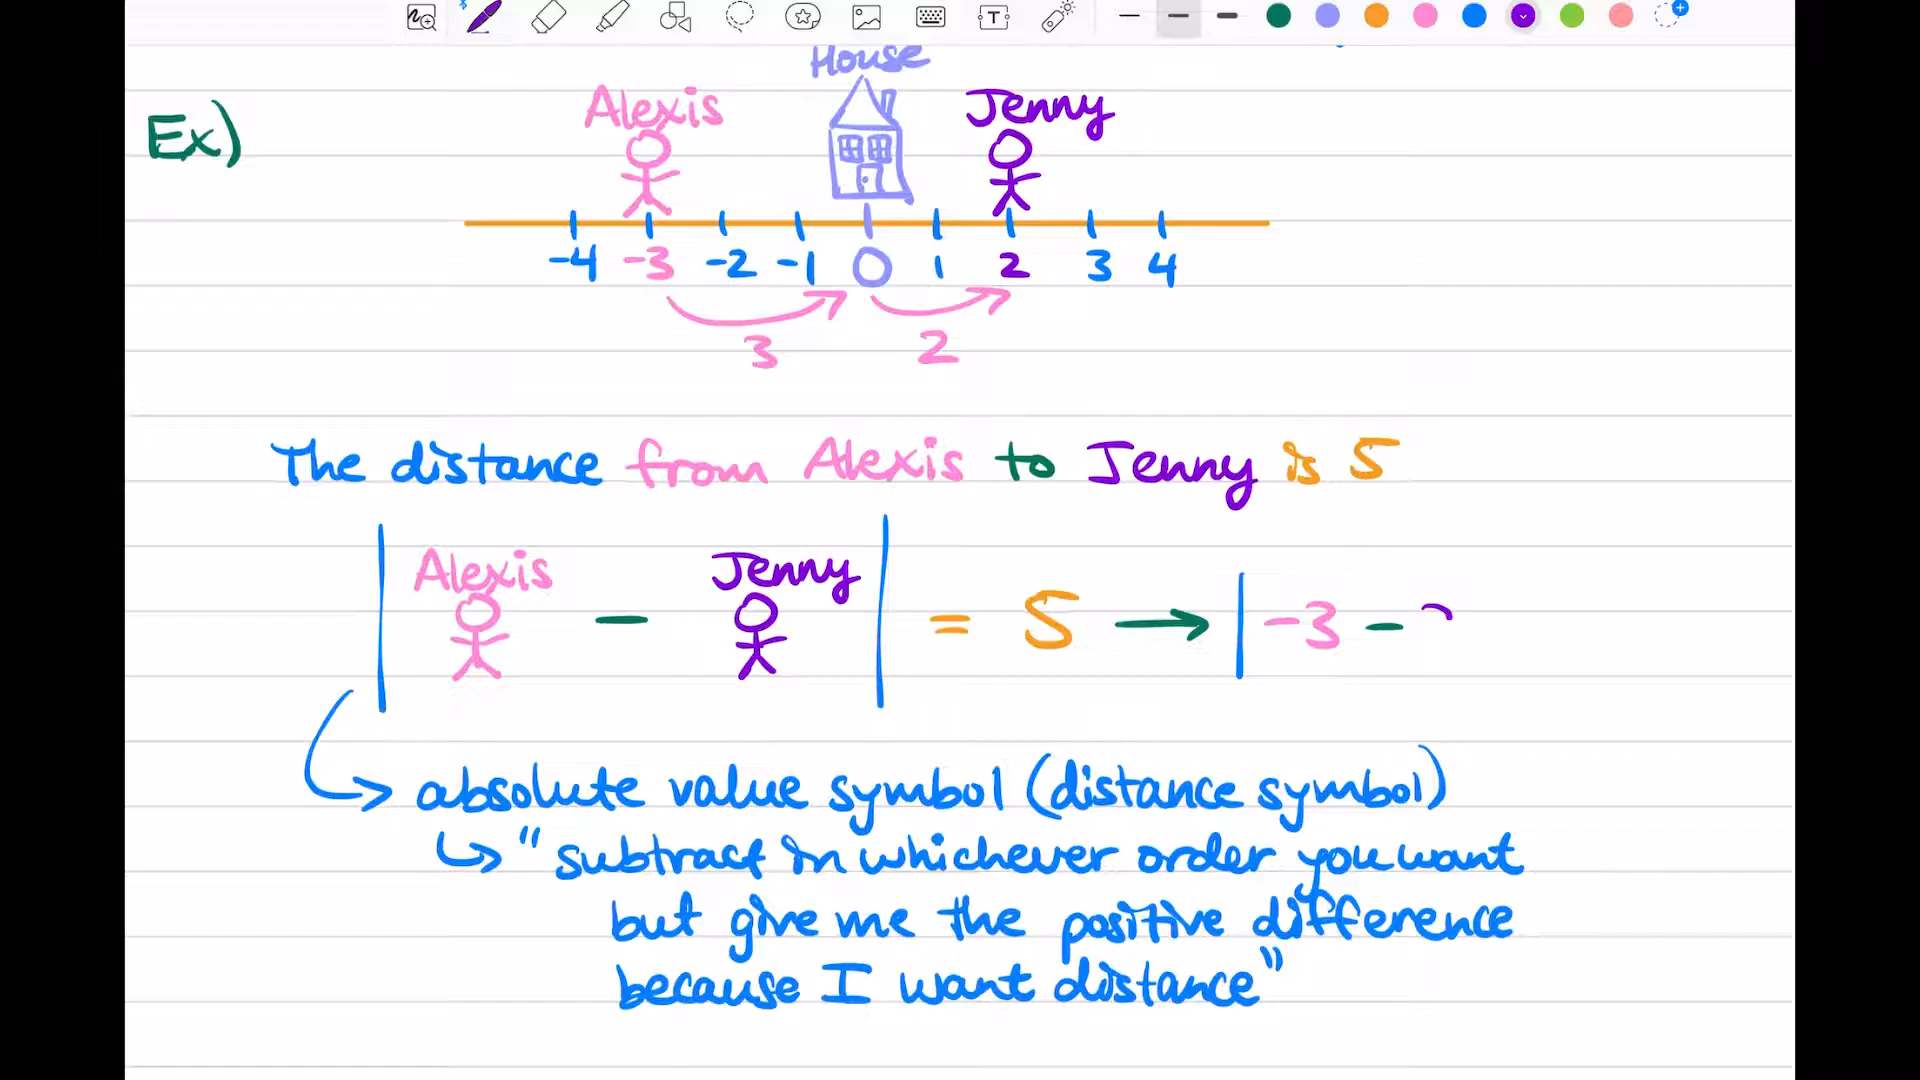 House
Ex)
Alexis
Jenny
-4 -3 -2 -1 0 1 2 3 4
3 2
The distance from Alexis to Jenny is 5
| Alexis - Jenny | = 5 → | -3 -
↳ absolute value symbol (distance symbol)
↳ "subtract in whichever order you want
but give me the positive difference
because I want distance"